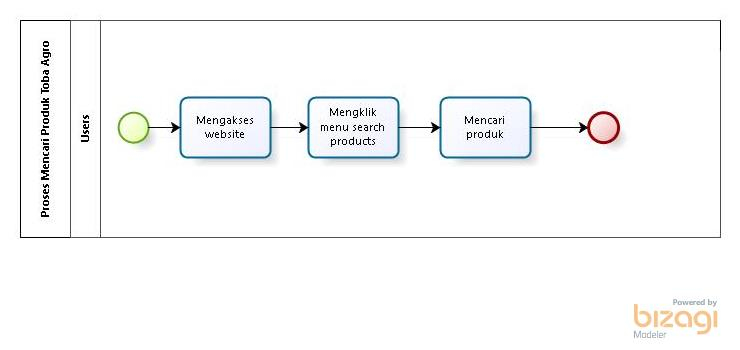 Proses Mencari Produk Toba Agro
Users
Mengakses
website
Mengklik
menu search
products
Mencari
produk
Powered by
bizagi
Modeler